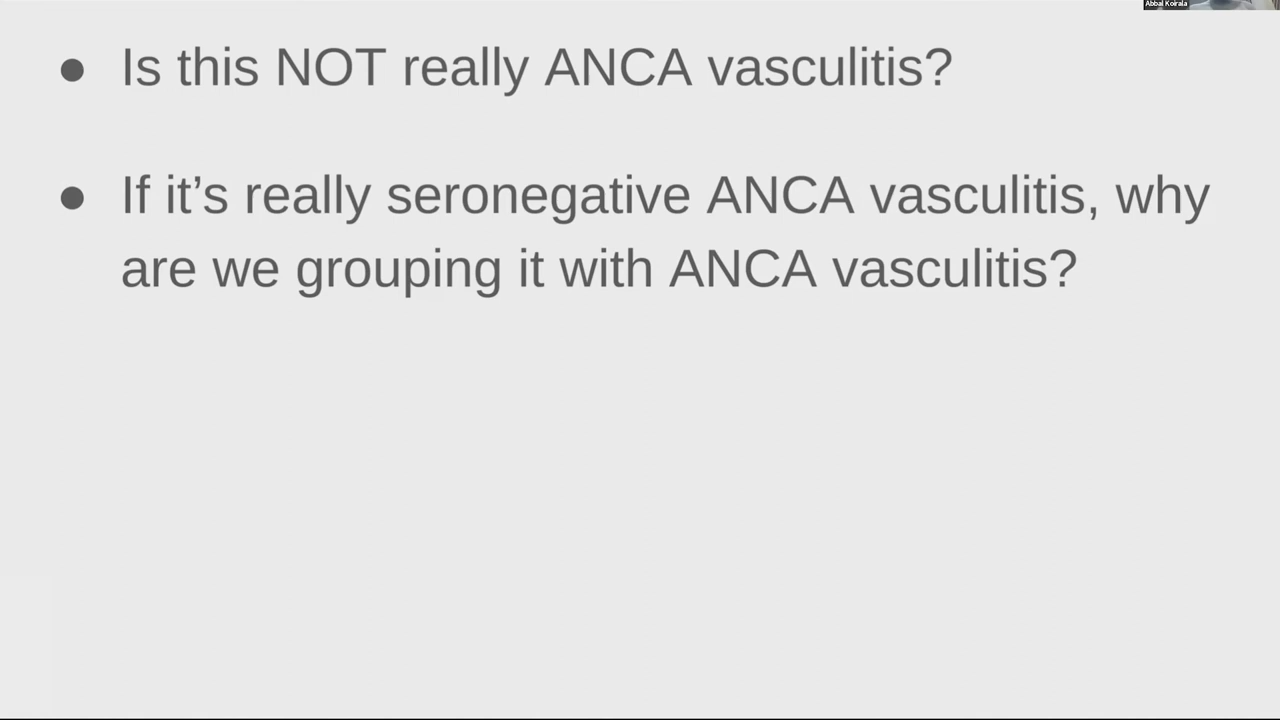 Abbal Koirala
● Is this NOT really ANCA vasculitis?
● If it’s really seronegative ANCA vasculitis, why
are we grouping it with ANCA vasculitis?